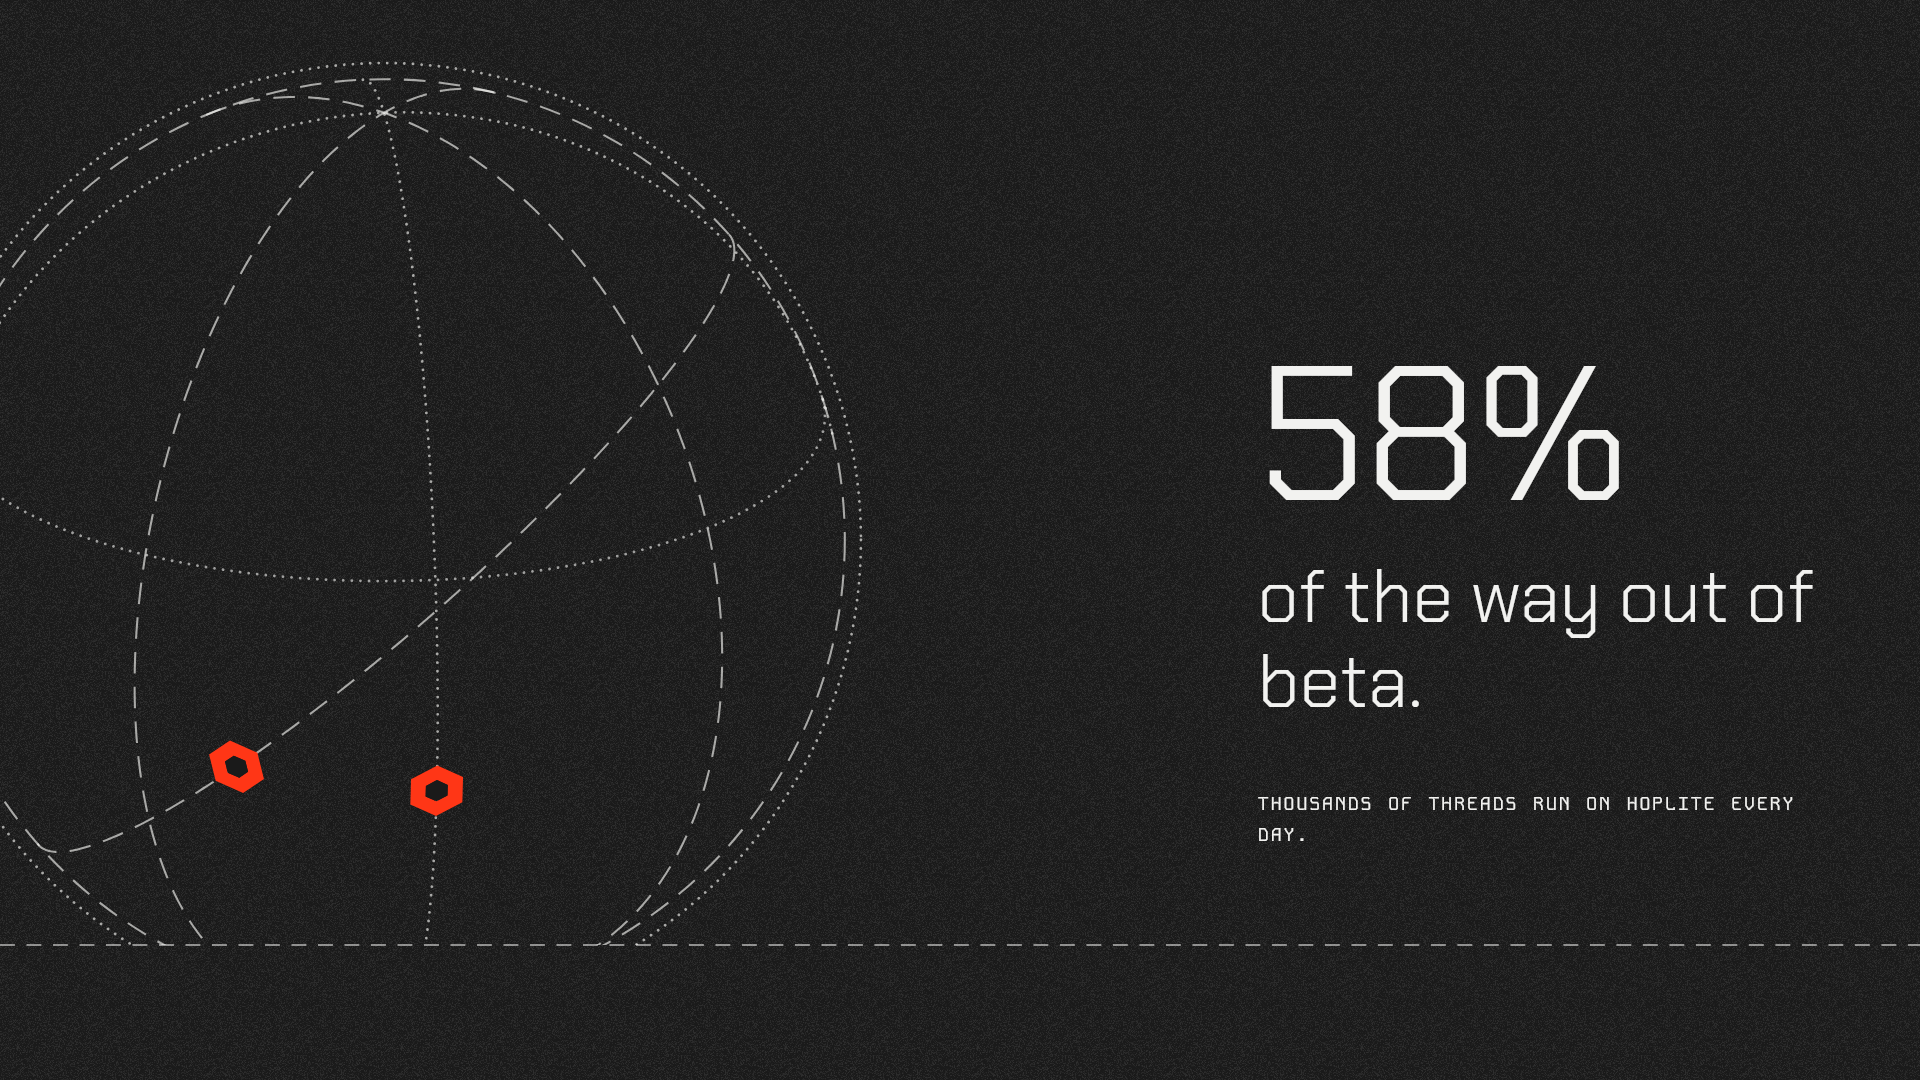 58%
of the way out of
beta.
THOUSANDS OF THREADS RUN ON HOPLITE EVERY
DAY.